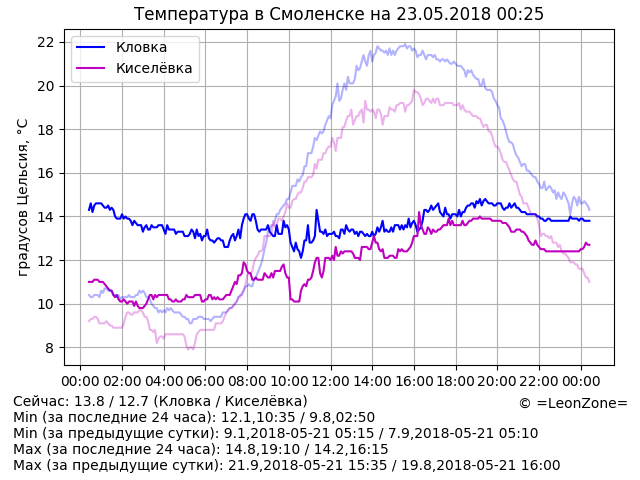 Температура в Смоленске на 23.05.2018 00:25
Кловка
Киселёвка
градусов Цельсия, °C
22
20
18
16
14
12
10
8
00:00 02:00 04:00 06:00 08:00 10:00 12:00 14:00 16:00 18:00 20:00 22:00 00:00
Сейчас: 13.8 / 12.7 (Кловка / Киселёвка)
© =LeonZone=
Min (за последние 24 часа): 12.1,10:35 / 9.8,02:50
Min (за предыдущие сутки): 9.1,2018-05-21 05:15 / 7.9,2018-05-21 05:10
Max (за последние 24 часа): 14.8,19:10 / 14.2,16:15
Max (за предыдущие сутки): 21.9,2018-05-21 15:35 / 19.8,2018-05-21 16:00